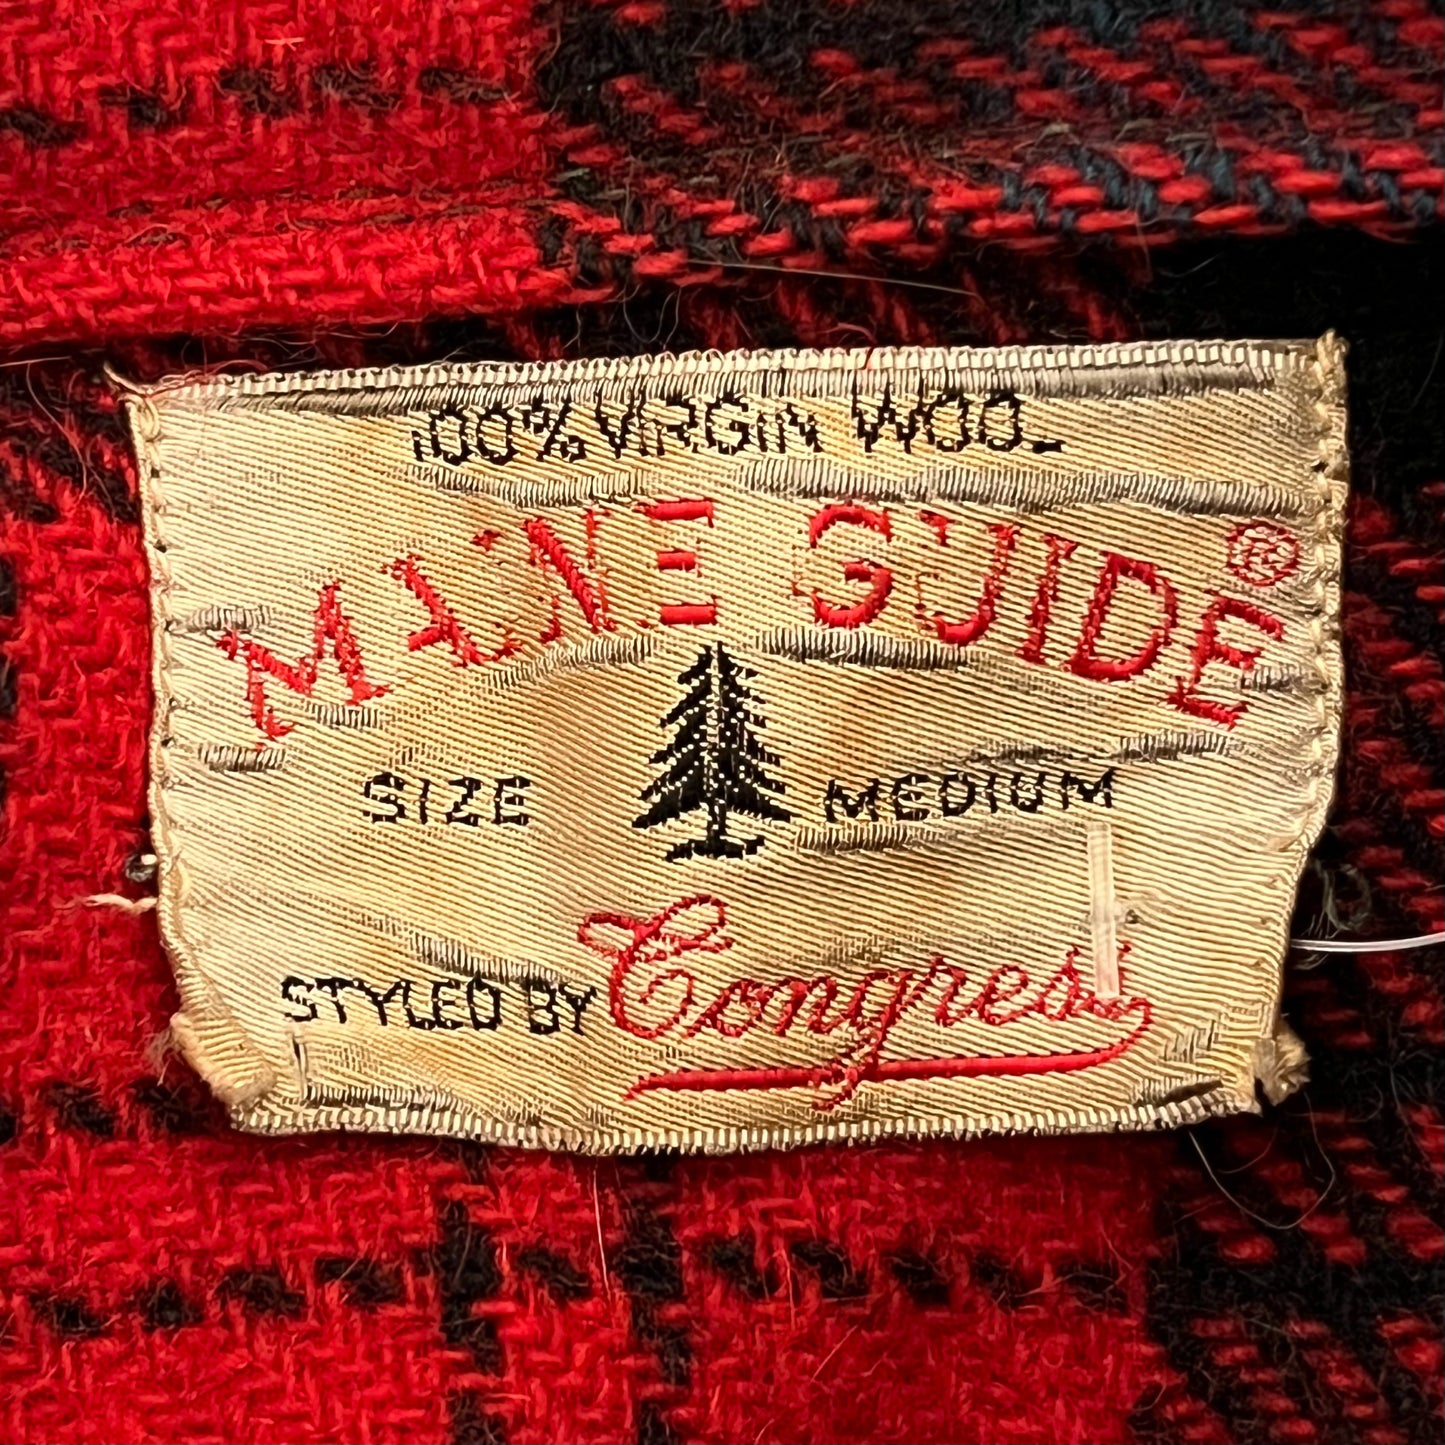 100% VIRGIN WOOL
MAINE GUIDE ®
SIZE MEDIUM
STYLED BY Congress